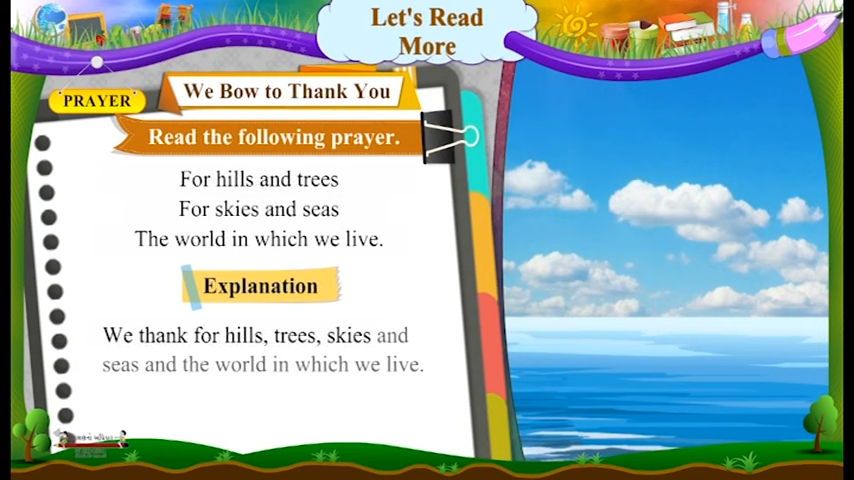 Let's Read
More
PRAYER
We Bow to Thank You
Read the following prayer.
For hills and trees
For skies and seas
The world in which we live.
Explanation
We thank for hills, trees, skies and
seas and the world in which we live.